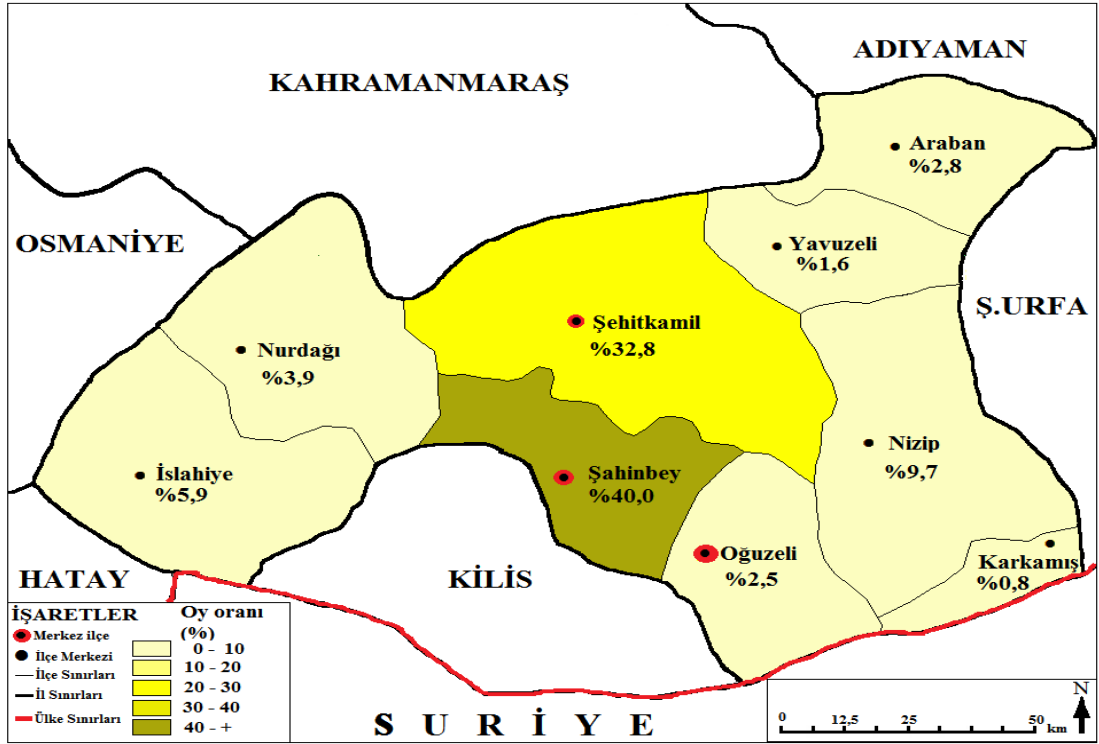 ADIYAMAN
KAHRAMANMARAŞ
Araban
%2,8
OSMANİYE
Yavuzeli
%1,6
Ş.URFA
Şehitkamil
%32,8
Nurdağı
%3,9
Nizip
%9,7
İslahiye
%5,9
Şahinbey
%40,0
Oğuzeli
%2,5
Karkamış
%0,8
HATAY
KİLİS
İŞARETLER
Merkez ilçe
İlçe Merkezi
İlçe Sınırları
İl Sınırları
Ülke Sınırları
Oy oranı
(%)
0 - 10
10 - 20
20 - 30
30 - 40
40 - +
SURİYE
N
0 12,5 25 50
km